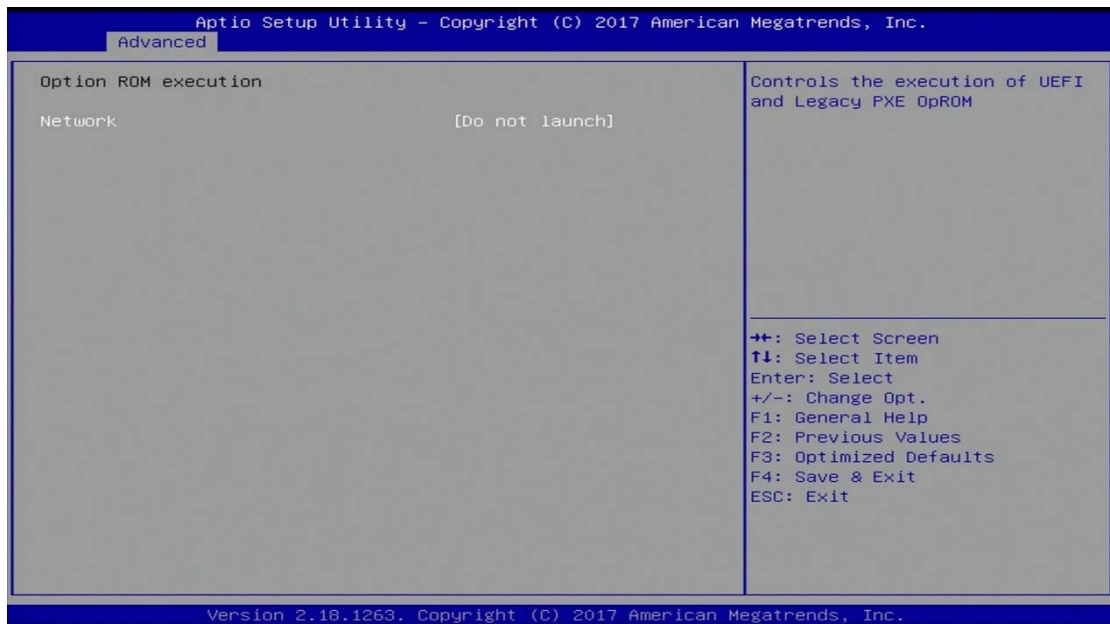 Aptio Setup Utility – Copyright (C) 2017 American Megatrends, Inc.
Advanced
Option ROM execution
Network [Do not launch]
Controls the execution of UEFI
and Legacy PXE OpROM
→←: Select Screen
↑↓: Select Item
Enter: Select
+/-: Change Opt.
F1: General Help
F2: Previous Values
F3: Optimized Defaults
F4: Save & Exit
ESC: Exit
Version 2.18.1263. Copyright (C) 2017 American Megatrends, Inc.